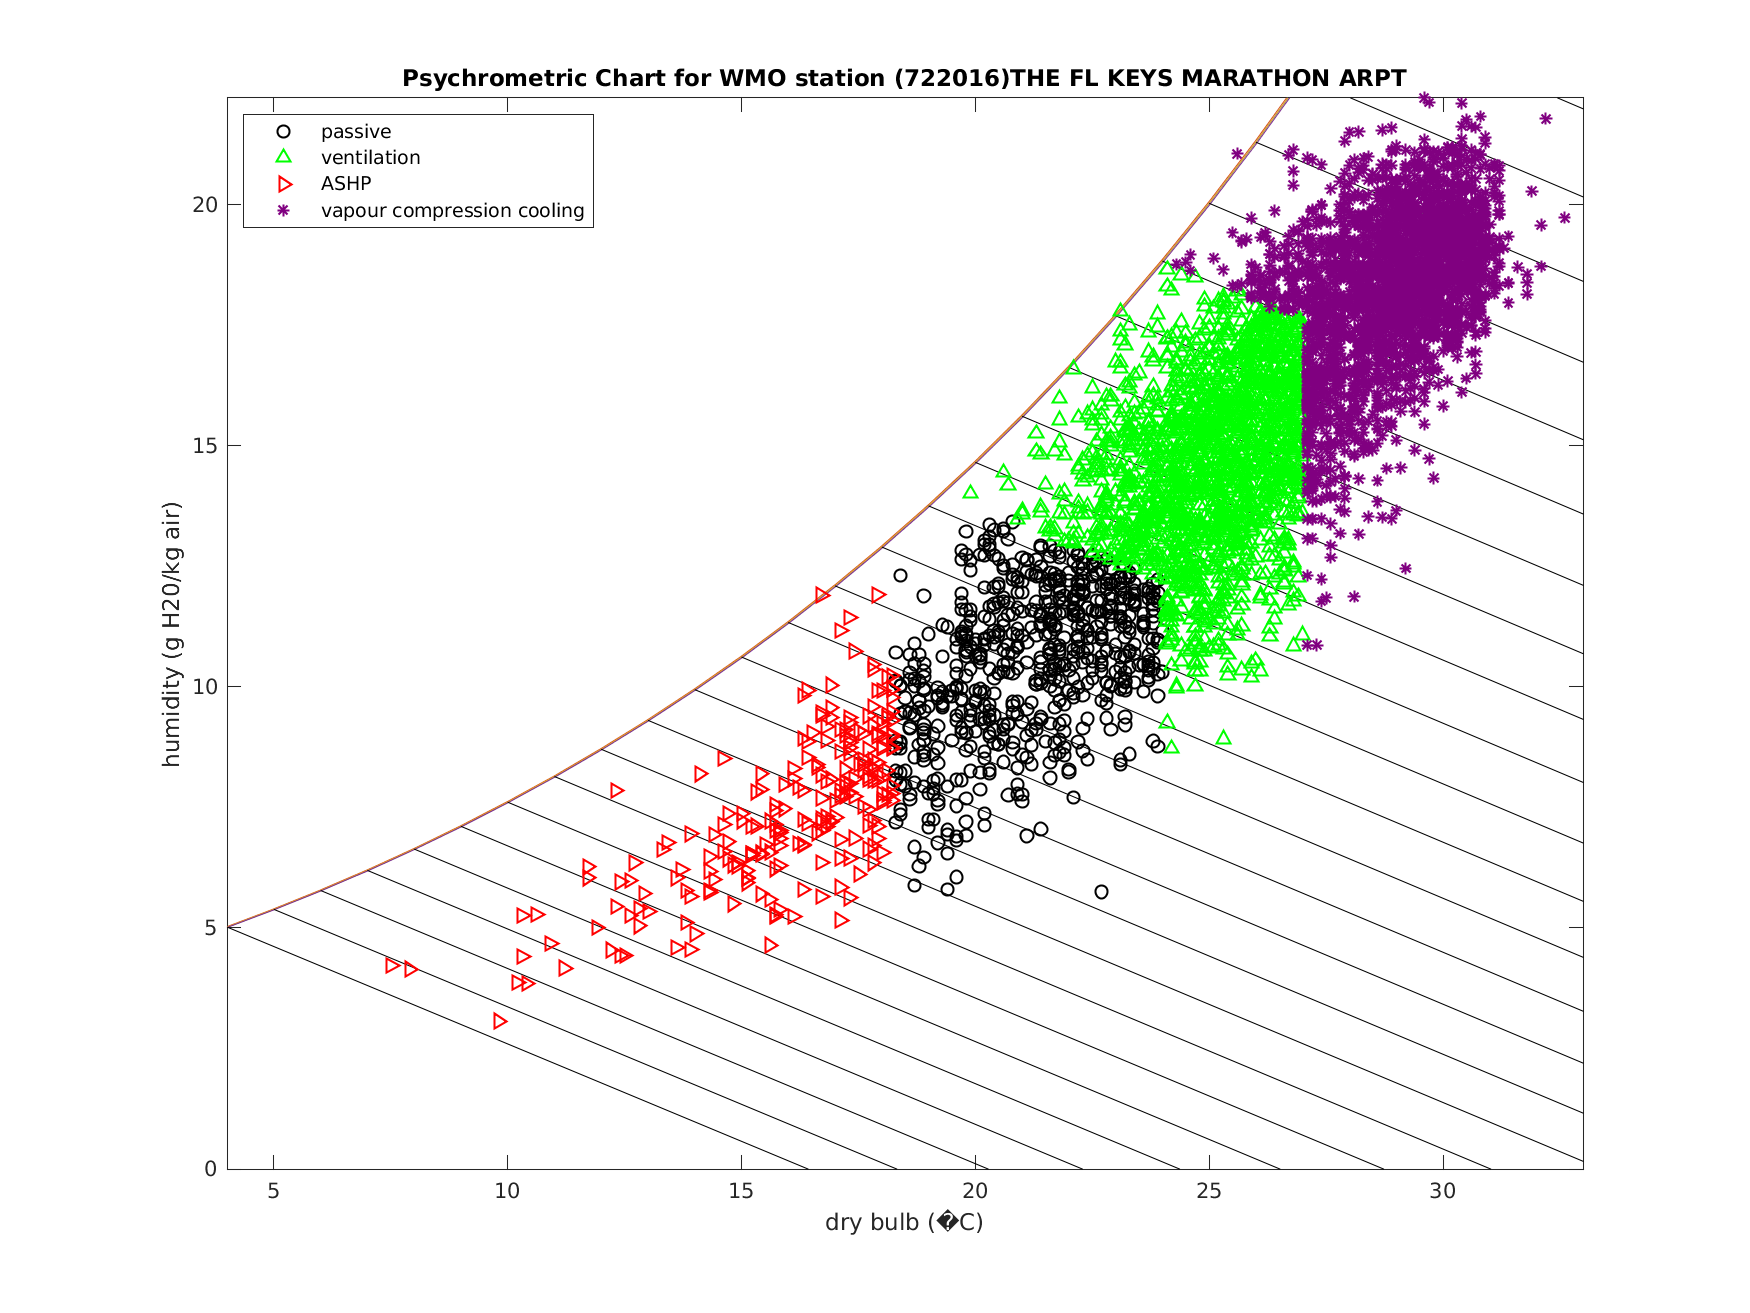 Psychrometric Chart for WMO station (722016)THE FL KEYS MARATHON ARPT
passive
ventilation
ASHP
vapour compression cooling
20
15
10
5
0
humidity (g H20/kg air)
5 10 15 20 25 30
dry bulb (�C)